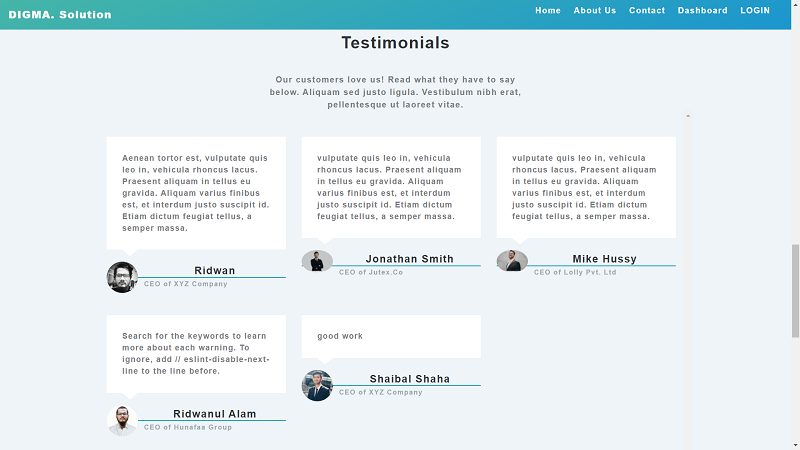 DIGMA. Solution
Home About Us Contact Dashboard LOGIN
Testimonials
Our customers love us! Read what they have to say
below. Aliquam sed justo ligula. Vestibulum nibh erat,
pellentesque ut laoreet vitae.
Aenean tortor est, vulputate quis
leo in, vehicula rhoncus lacus.
Praesent aliquam in tellus eu
gravida. Aliquam varius finibus
est, et interdum justo suscipit id.
Etiam dictum feugiat tellus, a
semper massa.
Ridwan
CEO of XYZ Company
vulputate quis leo in, vehicula
rhoncus lacus. Praesent aliquam
in tellus eu gravida. Aliquam
varius finibus est, et interdum
justo suscipit id. Etiam dictum
feugiat tellus, a semper massa.
Jonathan Smith
CEO of Jutex.Co
vulputate quis leo in, vehicula
rhoncus lacus. Praesent aliquam
in tellus eu gravida. Aliquam
varius finibus est, et interdum
justo suscipit id. Etiam dictum
feugiat tellus, a semper massa.
Mike Hussy
CEO of Lolly Pvt. Ltd
Search for the keywords to learn
more about each warning. To
ignore, add // eslint-disable-next-
line to the line before.
Ridwanul Alam
CEO of Hunafaa Group
good work
Shaibal Shaha
CEO of XYZ Company